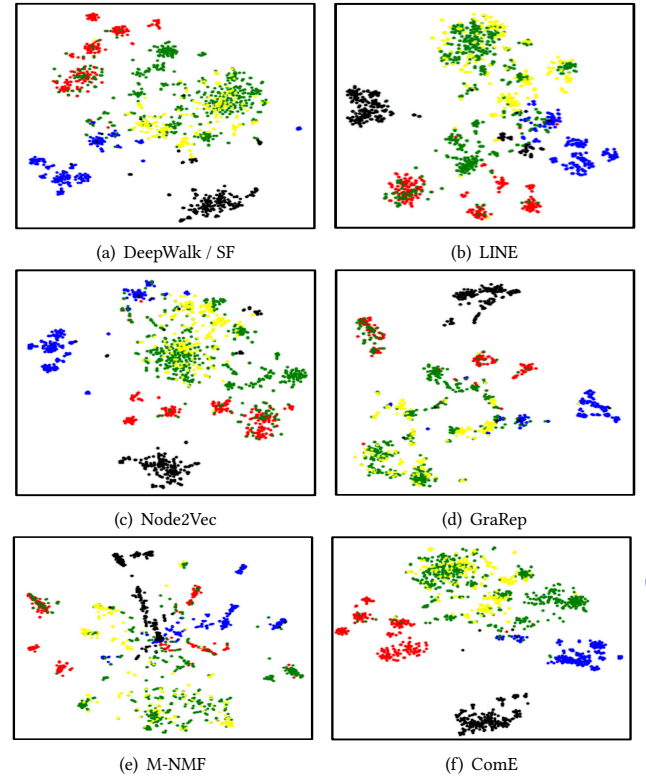 (a) DeepWalk / SF
(b) LINE
(c) Node2Vec
(d) GraRep
(e) M-NMF
(f) ComE